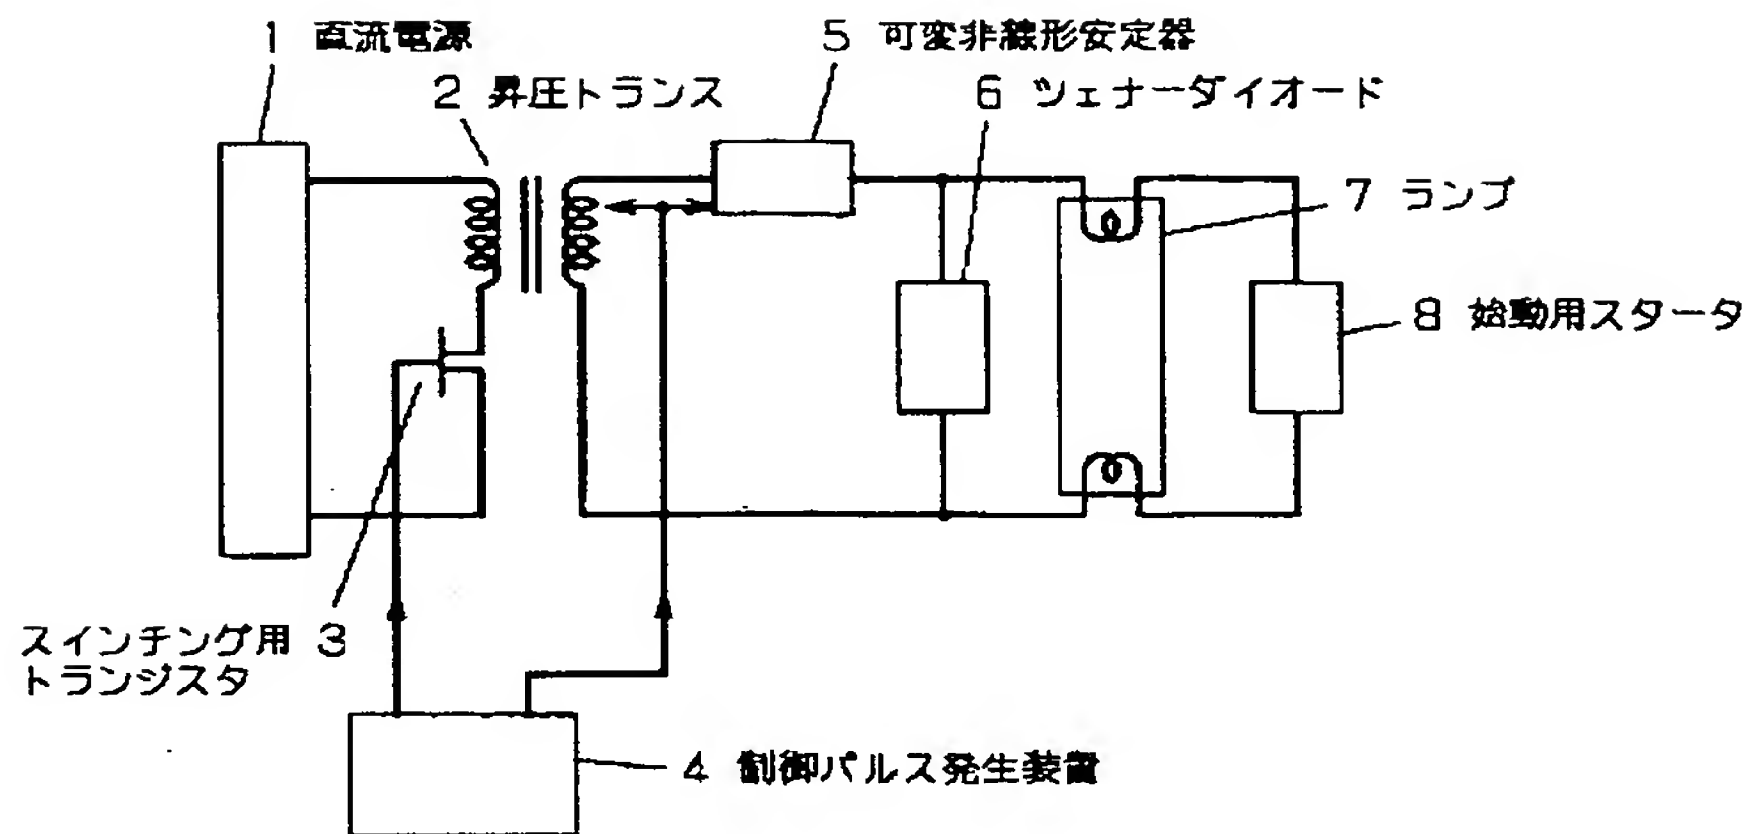 1 直流電源
5 可変非線形安定器
2 昇圧トランス
6 ツェナーダイオード
7 ランプ
8 始動用スタータ
スインチング用 3
トランジスタ
4 制御パルス発生装置